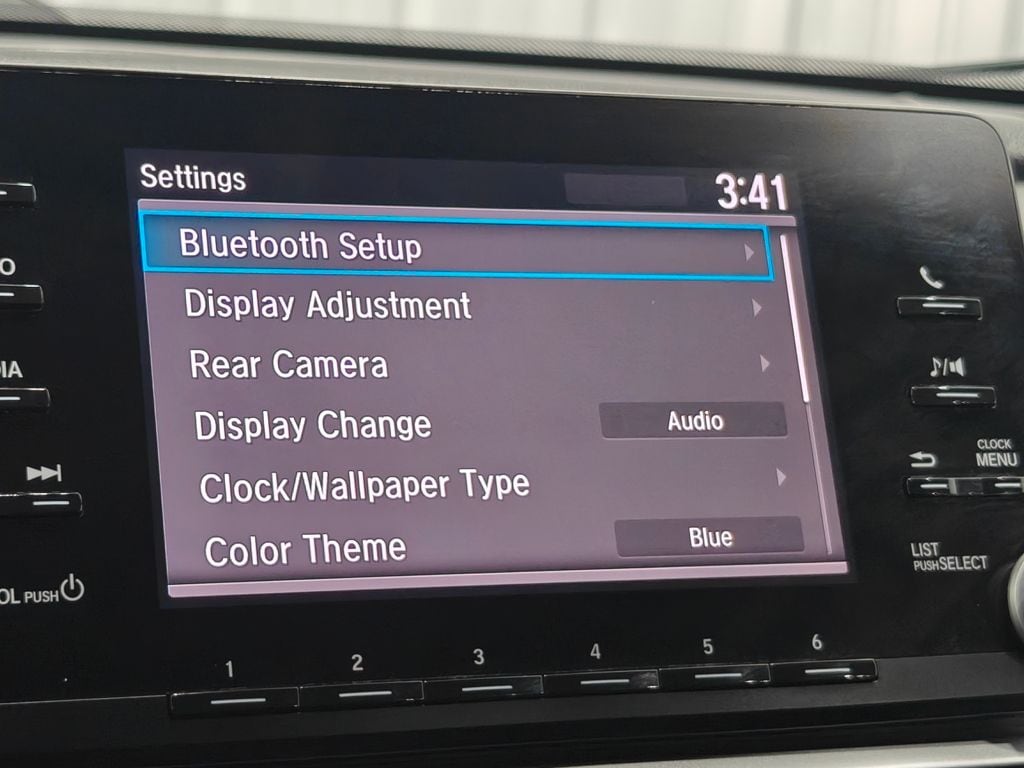 Settings
3:41
Bluetooth Setup
Display Adjustment
Rear Camera
Display Change
Audio
Clock/Wallpaper Type
Color Theme
Blue
CLOCK
MENU
LIST
PUSH SELECT
PUSH
1 2 3 4 5 6